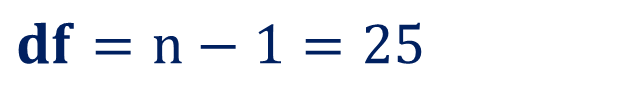 df = n − 1 = 25